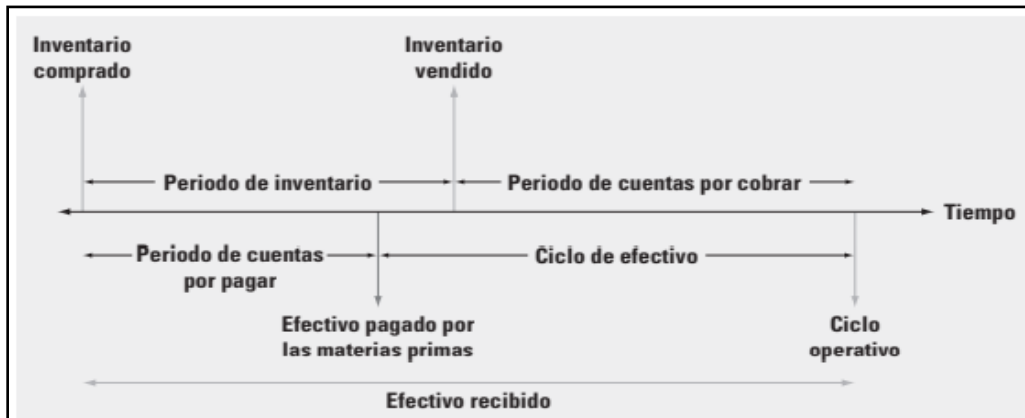 Inventario
comprado
Inventario
vendido
Periodo de inventario
Periodo de cuentas por cobrar
Tiempo
Periodo de cuentas
por pagar
Ciclo de efectivo
Efectivo pagado por
las materias primas
Ciclo
operativo
Efectivo recibido